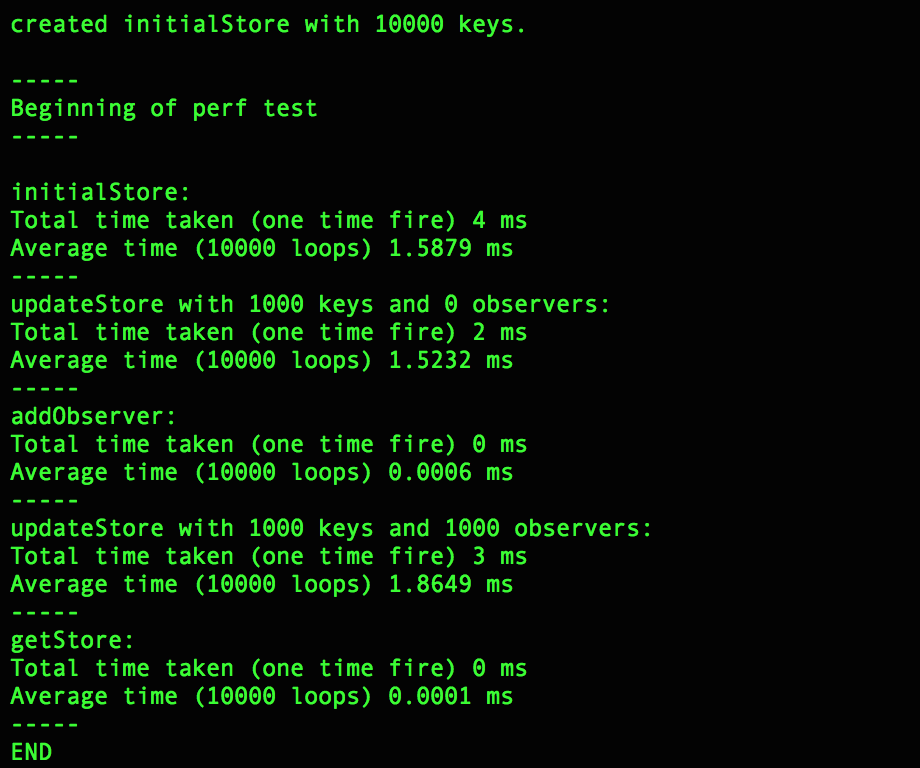 created initialStore with 10000 keys.
-----
Beginning of perf test
-----
initialStore:
Total time taken (one time fire) 4 ms
Average time (10000 loops) 1.5879 ms
-----
updateStore with 1000 keys and 0 observers:
Total time taken (one time fire) 2 ms
Average time (10000 loops) 1.5232 ms
-----
addObserver:
Total time taken (one time fire) 0 ms
Average time (10000 loops) 0.0006 ms
-----
updateStore with 1000 keys and 1000 observers:
Total time taken (one time fire) 3 ms
Average time (10000 loops) 1.8649 ms
-----
getStore:
Total time taken (one time fire) 0 ms
Average time (10000 loops) 0.0001 ms
-----
END